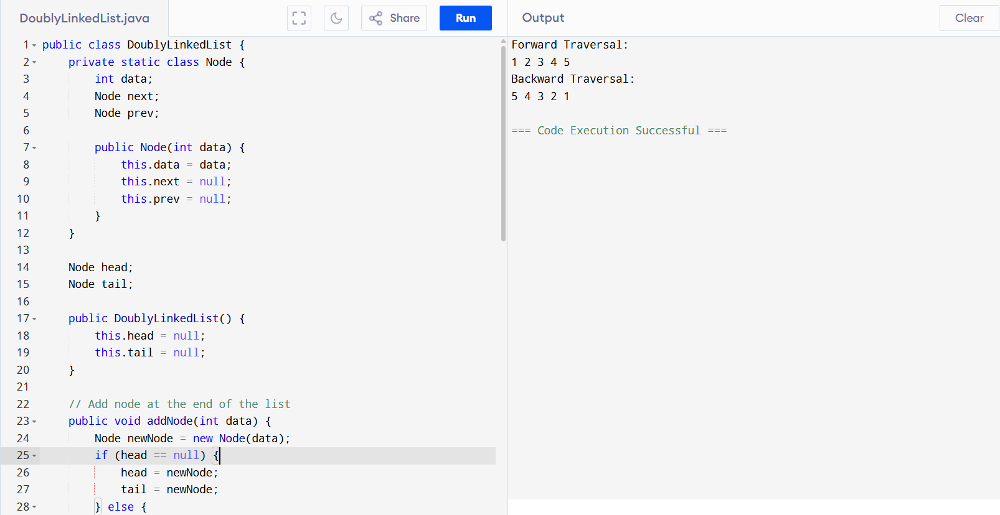 DoublyLinkedList.java
Share
Run
Output
Clear
1 public class DoublyLinkedList {
2     private static class Node {
3         int data;
4         Node next;
5         Node prev;
6
7         public Node(int data) {
8             this.data = data;
9             this.next = null;
10             this.prev = null;
11         }
12     }
13
14     Node head;
15     Node tail;
16
17     public DoublyLinkedList() {
18         this.head = null;
19         this.tail = null;
20     }
21
22     // Add node at the end of the list
23     public void addNode(int data) {
24         Node newNode = new Node(data);
25         if (head == null) {
26             head = newNode;
27             tail = newNode;
28         } else {
Forward Traversal:
1 2 3 4 5
Backward Traversal:
5 4 3 2 1
=== Code Execution Successful ===